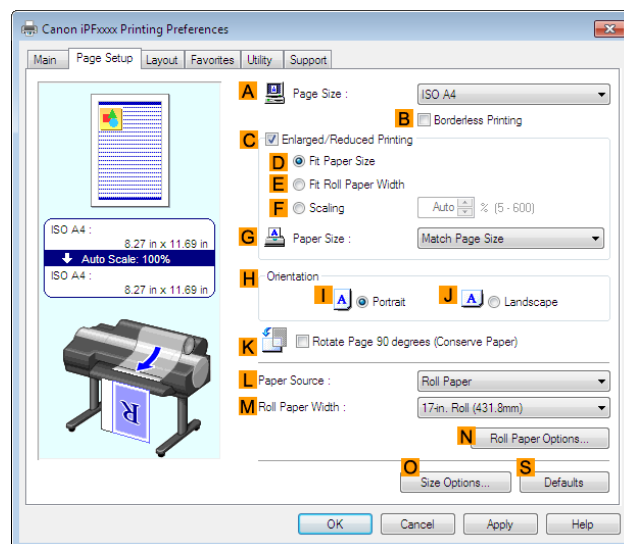 Canon iPFxxxx Printing Preferences
Main Page Setup Layout Favorites Utility Support
A Page Size : ISO A4
B Borderless Printing
C Enlarged/Reduced Printing
D Fit Paper Size
E Fit Roll Paper Width
F Scaling Auto % (5 - 600)
G Paper Size : Match Page Size
ISO A4 :
8.27 in x 11.69 in
Auto Scale: 100%
ISO A4 :
8.27 in x 11.69 in
H Orientation
I A Portrait J A Landscape
K Rotate Page 90 degrees (Conserve Paper)
L Paper Source : Roll Paper
M Roll Paper Width : 17-in. Roll (431.8mm)
N Roll Paper Options...
R
O Size Options... S Defaults
OK Cancel Apply Help